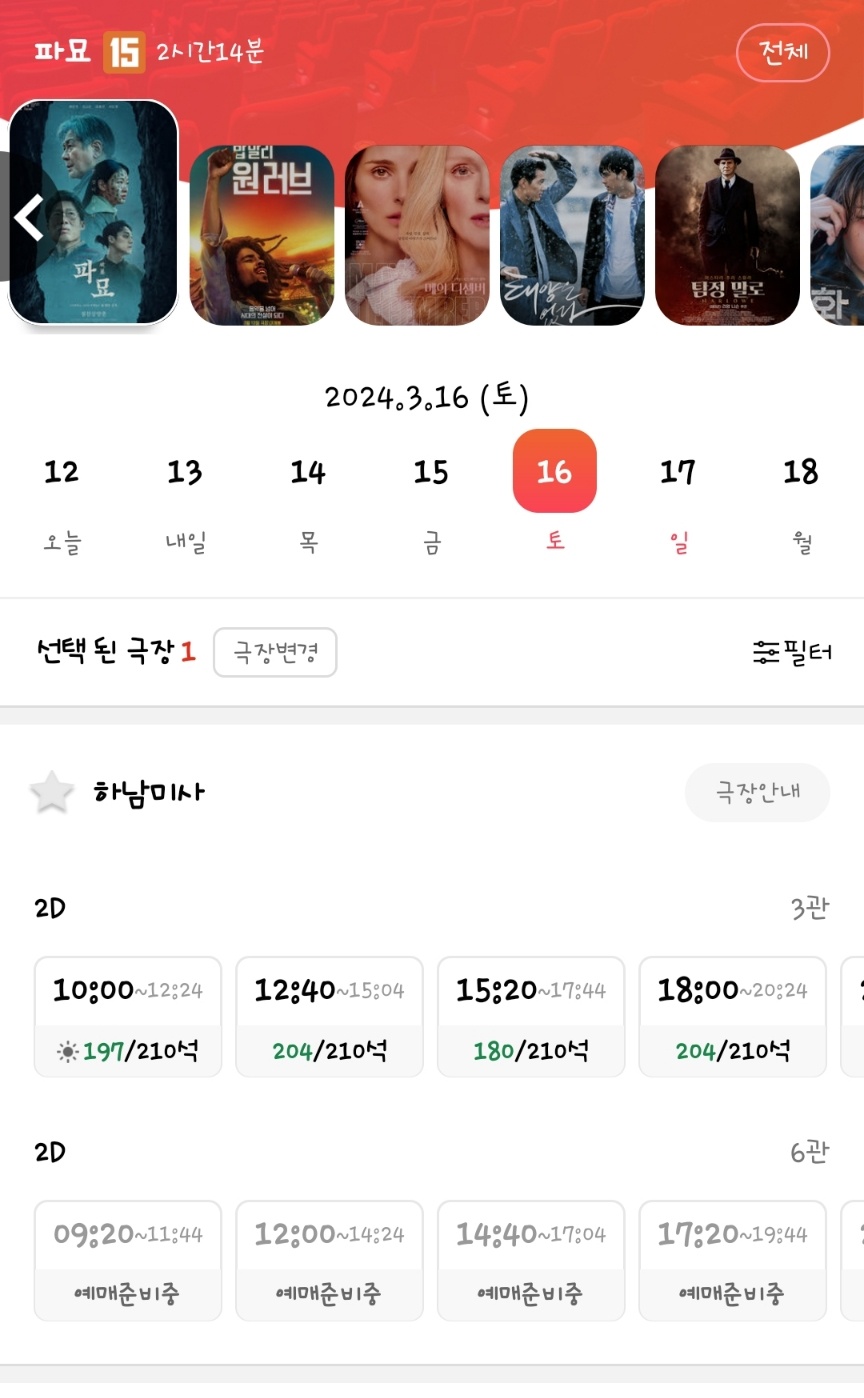 파묘 15 2시간14분 전체
파묘
밥 말리
원 러브
메이 디셈버
태양은 없다
탐정 말로
화
2024.3.16 (토)
12 13 14 15 16 17 18
오늘 내일 목 금 토 일 월
선택 된 극장 1 극장변경 필터
하남미사 극장안내
2D 3관
10:00~12:24 12:40~15:04 15:20~17:44 18:00~20:24
197/210석 204/210석 180/210석 204/210석
2D 6관
09:20~11:44 12:00~14:24 14:40~17:04 17:20~19:44
예매준비중 예매준비중 예매준비중 예매준비중